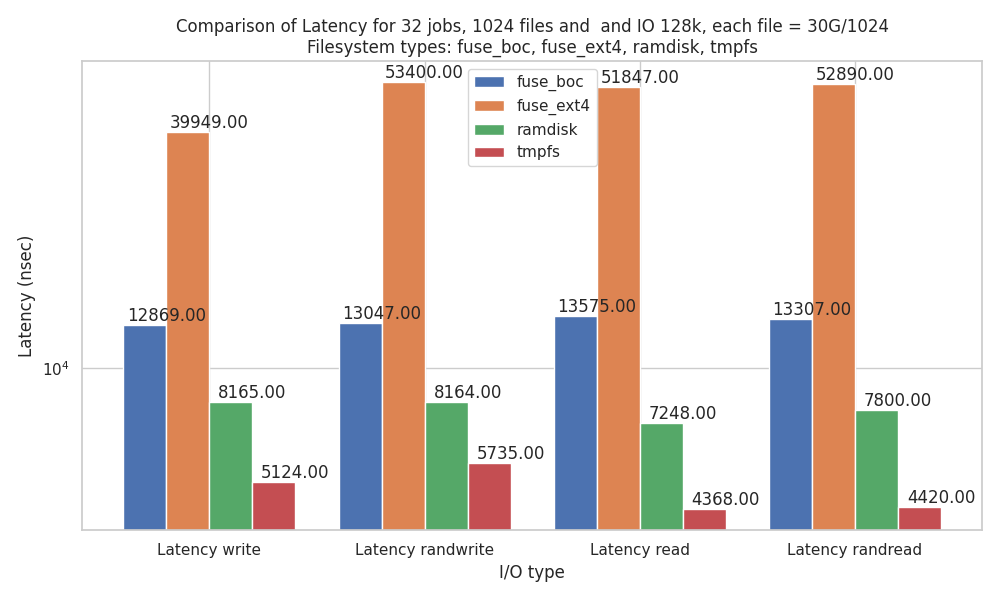 Comparison of Latency for 32 jobs, 1024 files and  and IO 128k, each file = 30G/1024
Filesystem types: fuse_boc, fuse_ext4, ramdisk, tmpfs
fuse_boc
fuse_ext4
ramdisk
tmpfs
Latency (nsec)
10⁴
12869.00
39949.00
8165.00
5124.00
13047.00
53400.00
8164.00
5735.00
13575.00
51847.00
7248.00
4368.00
13307.00
52890.00
7800.00
4420.00
Latency write
Latency randwrite
Latency read
Latency randread
I/O type